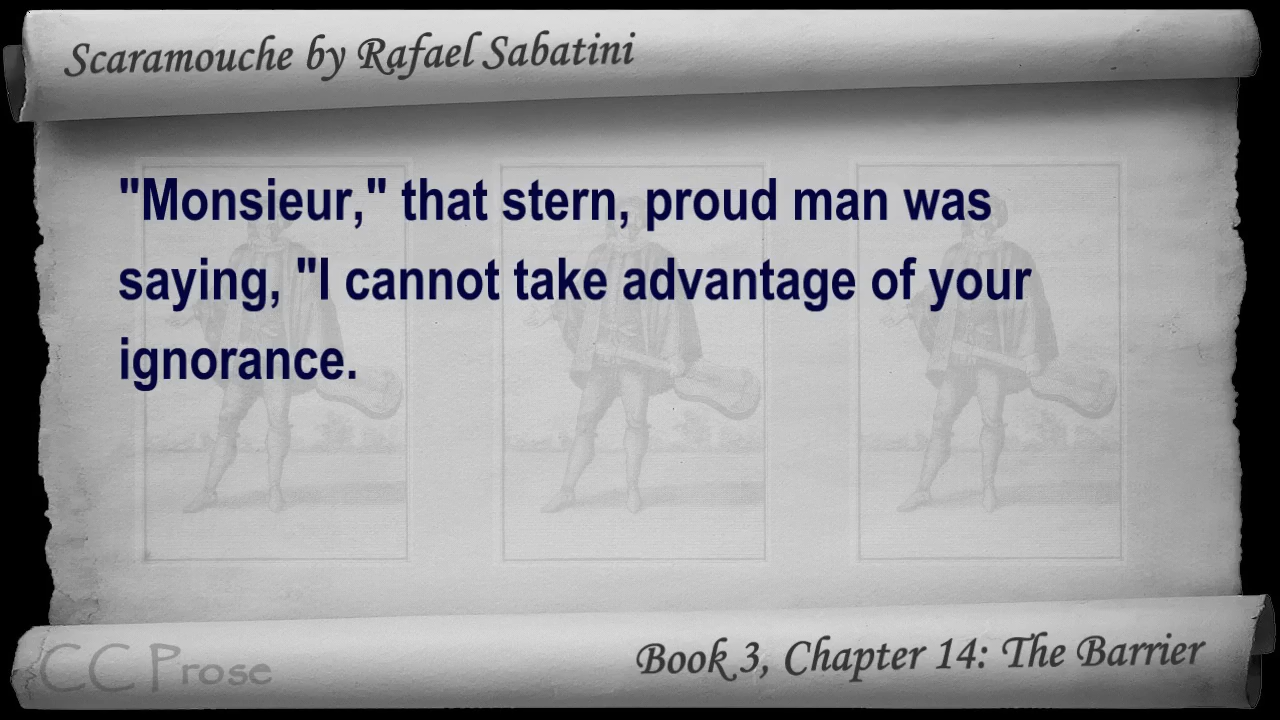 Scaramouche by Rafael Sabatini
"Monsieur," that stern, proud man was
saying, "I cannot take advantage of your
ignorance.
CC Prose
Book 3, Chapter 14: The Barrier